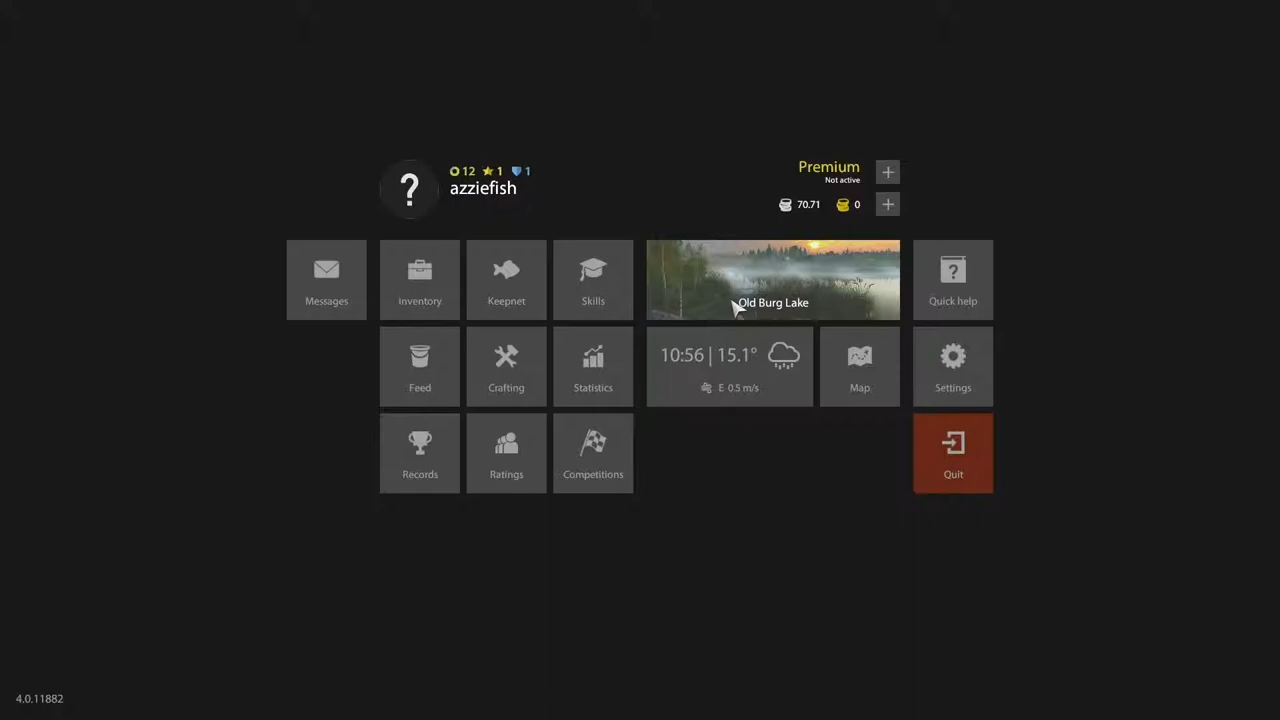 12 1 1
azziefish
Premium
Not active
70.71 0
Messages
Inventory
Keepnet
Skills
Old Burg Lake
Quick help
Feed
Crafting
Statistics
10:56 | 15.1°
E 0.5 m/s
Map
Settings
Records
Ratings
Competitions
Quit
4.0.11882